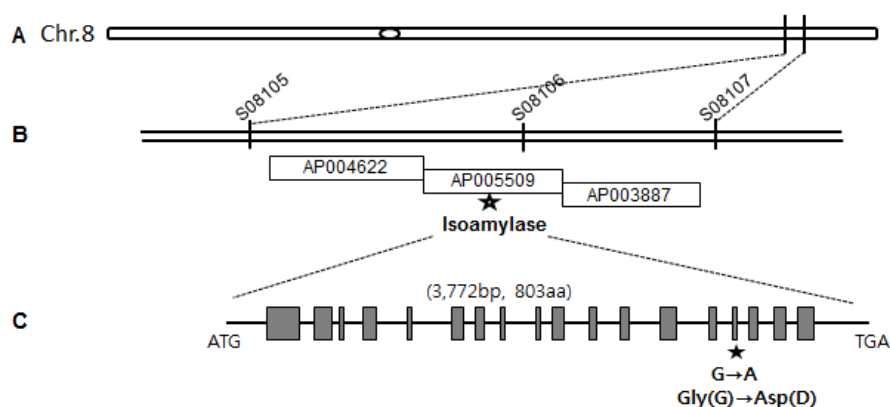 A Chr.8
S08105 S08106 S08107
B
AP004622
AP005509
AP003887
Isoamylase
(3,772bp, 803aa)
C
ATG TGA
G→A
Gly(G)→Asp(D)